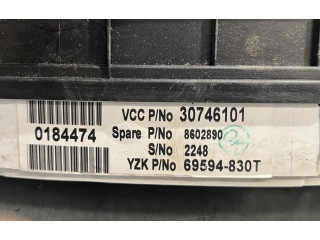 VCC P/No 30746101
0184474 Spare P/No 8602890
S/No 2248
YZK P/No 69594-830T